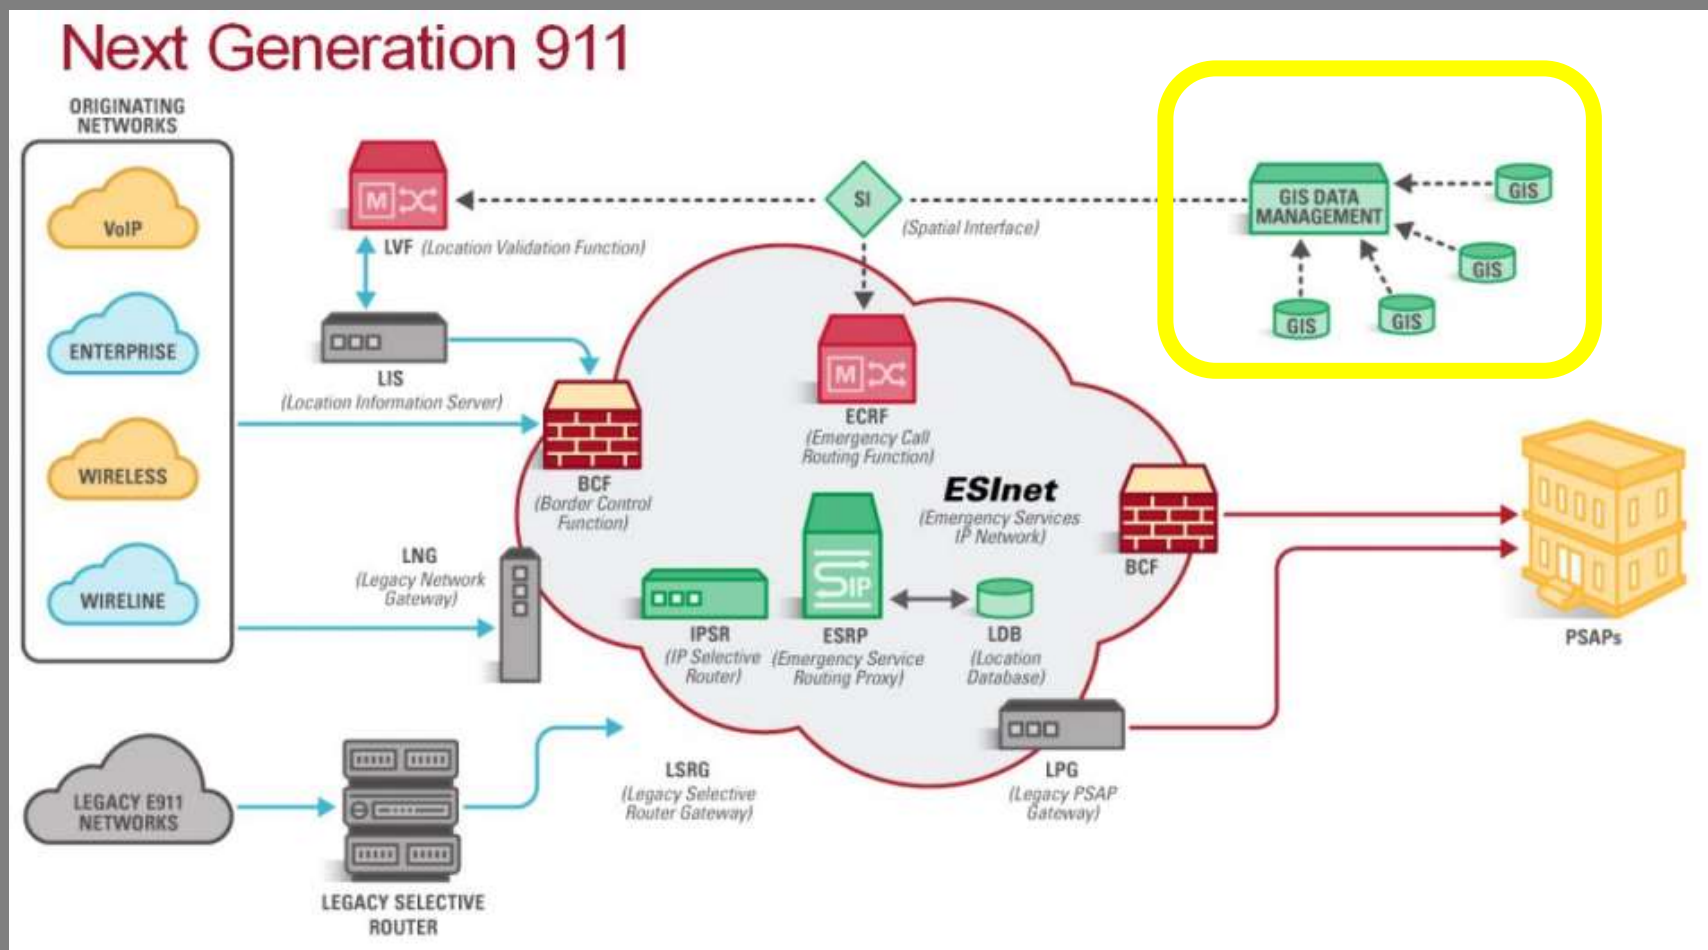 Next Generation 911
ORIGINATING
NETWORKS
VoIP
ENTERPRISE
WIRELESS
WIRELINE
LEGACY E911
NETWORKS
LEGACY SELECTIVE
ROUTER
M
LVF (Location Validation Function)
LIS
(Location Information Server)
BCF
(Border Control
Function)
LNG
(Legacy Network
Gateway)
SI
(Spatial Interface)
M
ECRF
(Emergency Call
Routing Function)
ESInet
(Emergency Services
IP Network)
IPSR
(IP Selective
Router)
SIP
ESRP
(Emergency Service
Routing Proxy)
LDB
(Location
Database)
LSRG
(Legacy Selective
Router Gateway)
LPG
(Legacy PSAP
Gateway)
BCF
GIS DATA
MANAGEMENT
GIS
GIS
GIS
GIS
PSAPs